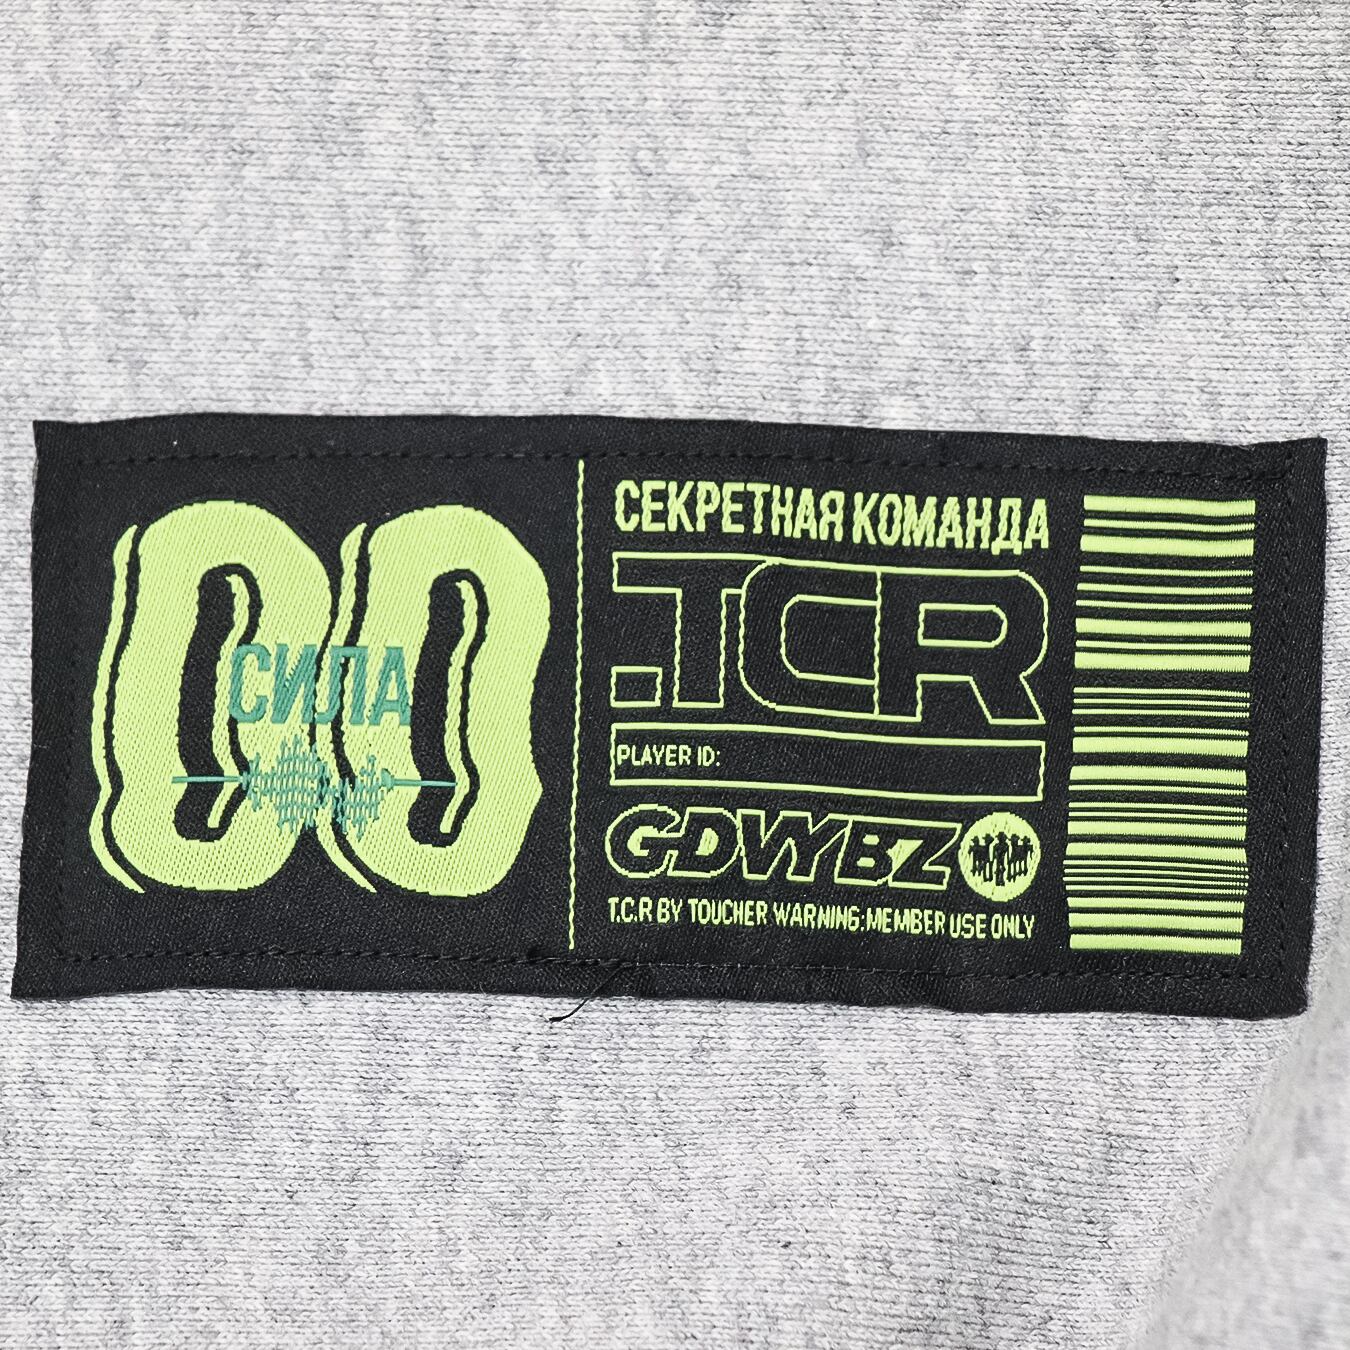 00
СИЛА
СЕКРЕТНАЯ КОМАНДА
.TCR
PLAYER ID:
GDVYBZ
T.C.R BY TOUCHER WARNING:MEMBER USE ONLY